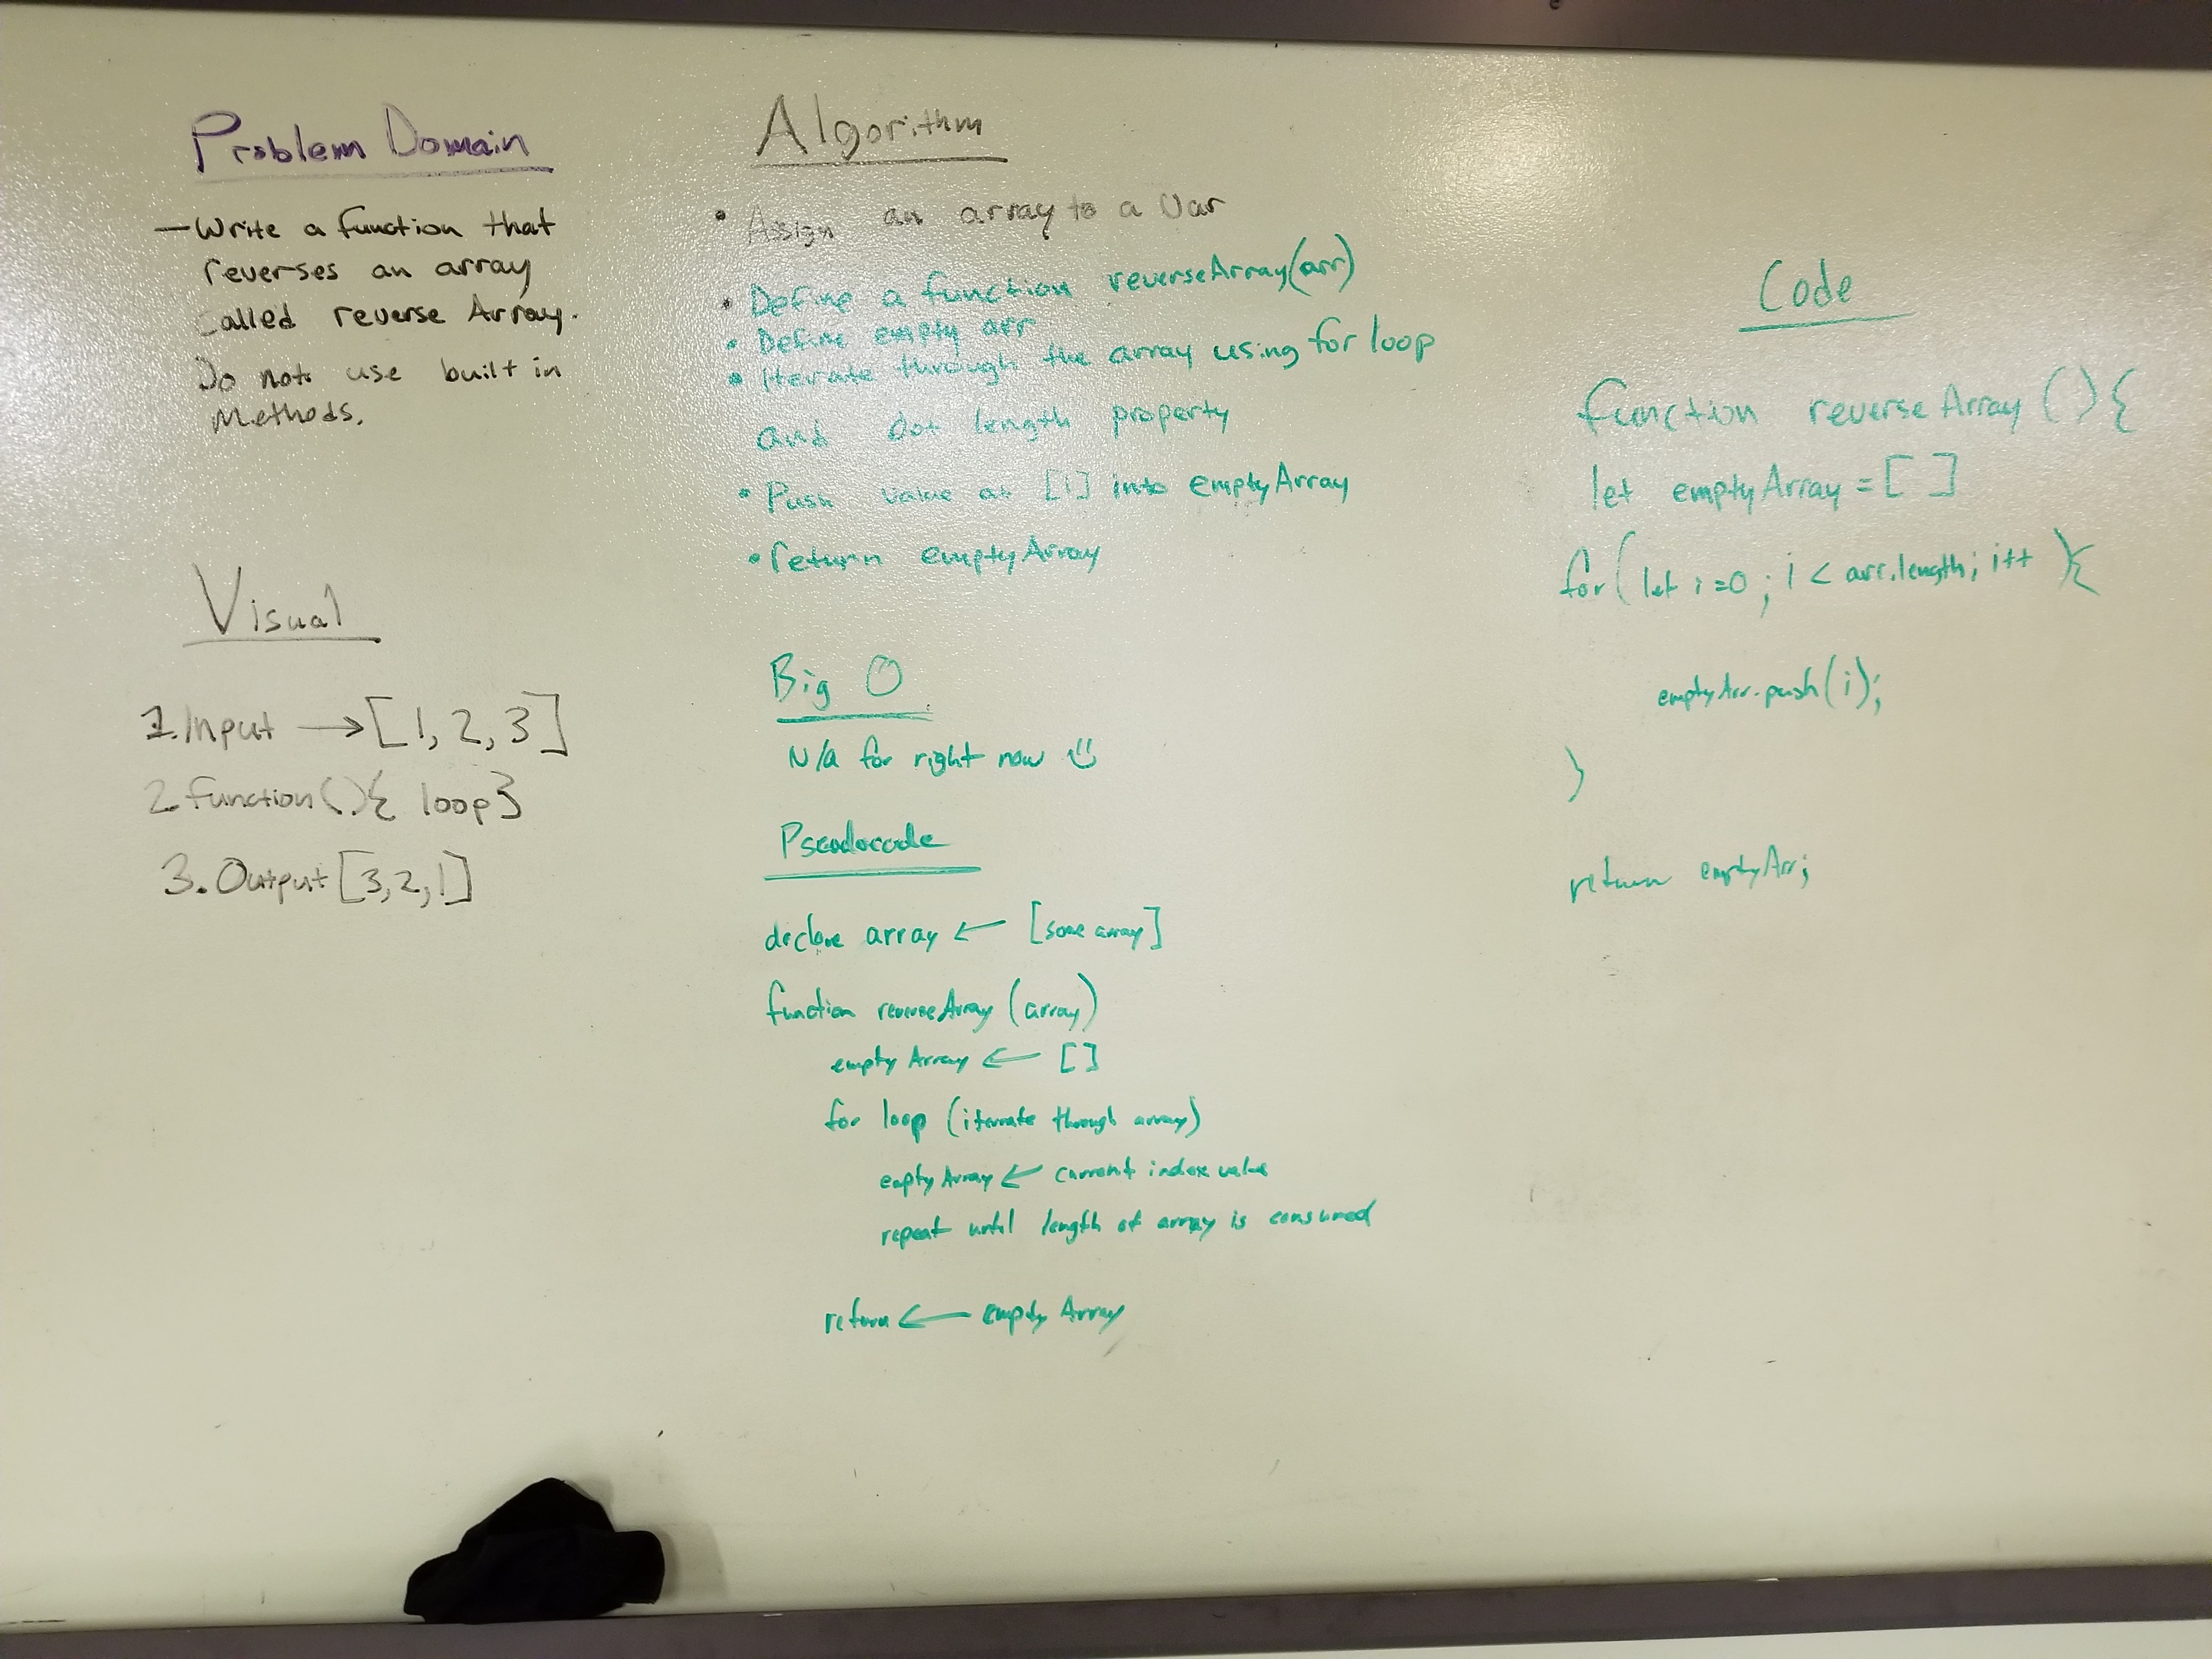 Problem Domain
- Write a function that
reverses an array
Called reverse Array.
Do not use built in
Methods.
Visual
1. Input → [1, 2, 3]
2. function(){ loop}
3. Output [3, 2, 1]
Algorithm
• Assign an array to a Var
• Define a function reverseArray(arr)
• Define empty arr
• Iterate through the array using for loop
and dot length property
• Push value at [i] into emptyArray
• return emptyArray
Big O
N/a for right now
Pseudocode
declare array ← [some array]
function reverseArray (array)
empty Array ← []
for loop (iterate through array)
empty Array ← current index value
repeat until length of array is consumed
return ← empty Array
Code
function reverseArray (){
let emptyArray = [ ]
for( let i=0 ; i < arr.length; i++ ){
emptyArr.push(i);
}
return emptyArr;